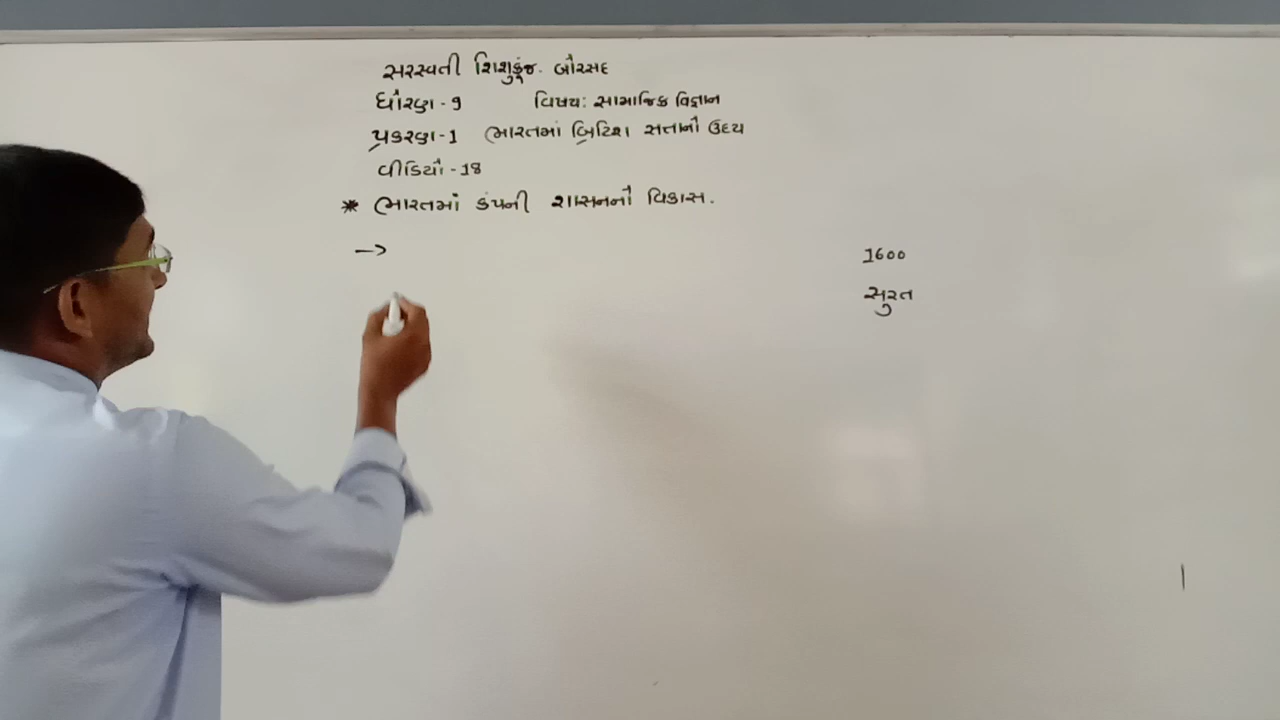 સરસ્વતી શિશુકુંજ. બોરસદ
ધોરણ - 9 વિષય: સામાજિક વિજ્ઞાન
પ્રકરણ-1 ભારતમાં બ્રિટિશ સતાનો ઉદય
વીડિયો - 18
* ભારતમાં કંપની શાસનનો વિકાસ.
→
1600
સુરત